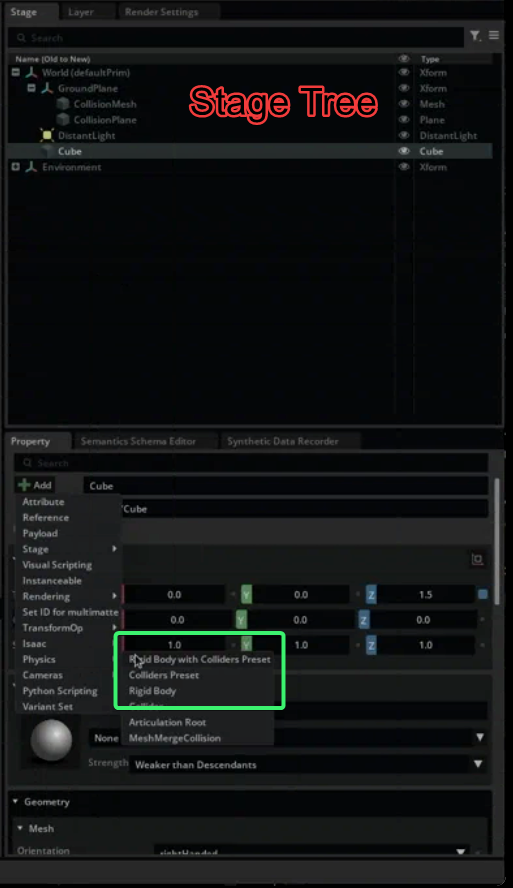 Stage Layer Render Settings
Search
Name (Old to New) Type
World (defaultPrim) Xform
GroundPlane Xform
CollisionMesh Mesh
CollisionPlane Plane
Stage Tree
DistantLight DistantLight
Cube Cube
Environment Xform
Property Semantics Schema Editor Synthetic Data Recorder
Search
Add Cube
Attribute
Reference /Cube
Payload
Stage
Visual Scripting
Instanceable
Rendering 0.0 Y 0.0 Z 1.5
Set ID for multimatte
TransformOp 0.0 Y 0.0 Z 0.0
Isaac 1.0 Y 1.0 Z 1.0
Physics Rigid Body with Colliders Preset
Cameras Colliders Preset
Python Scripting Rigid Body
Variant Set Collider
Articulation Root
None MeshMergeCollision
Strength Weaker than Descendants
Geometry
Mesh
Orientation rightHanded